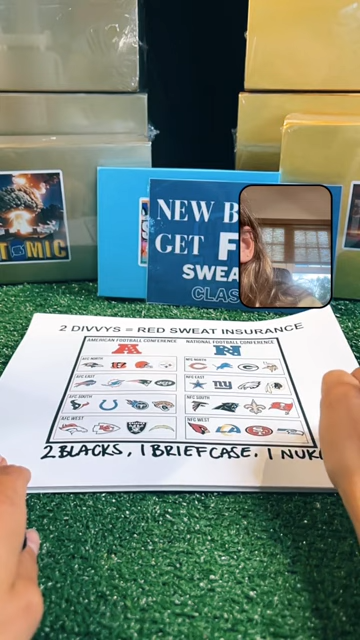 NEW
GET
SWEA
CLAS
2 DIVVYS = RED SWEAT INSURANCE
AMERICAN FOOTBALL CONFERENCE
NATIONAL FOOTBALL CONFERENCE
AFC NORTH
NFC NORTH
AFC EAST
NFC EAST
AFC SOUTH
NFC SOUTH
AFC WEST
NFC WEST
2 BLACKS, 1 BRIEFCASE, 1 NUK